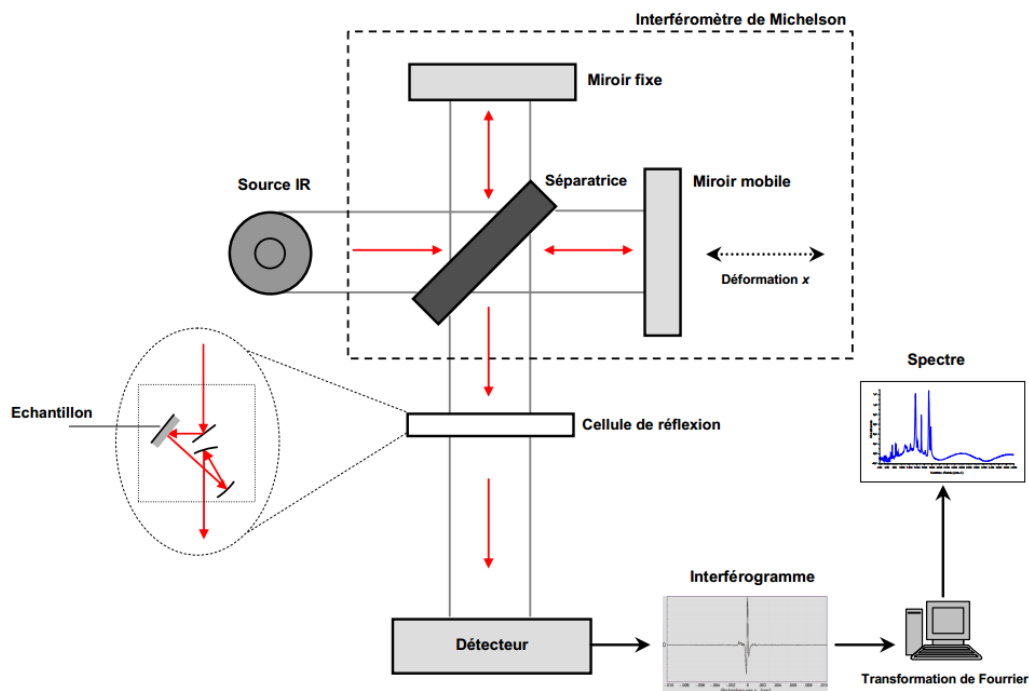 Interféromètre de Michelson
Miroir fixe
Source IR
Séparatrice
Miroir mobile
Déformation x
Spectre
Echantillon
Cellule de réflexion
Interférogramme
Détecteur
0
Transformation de Fourrier